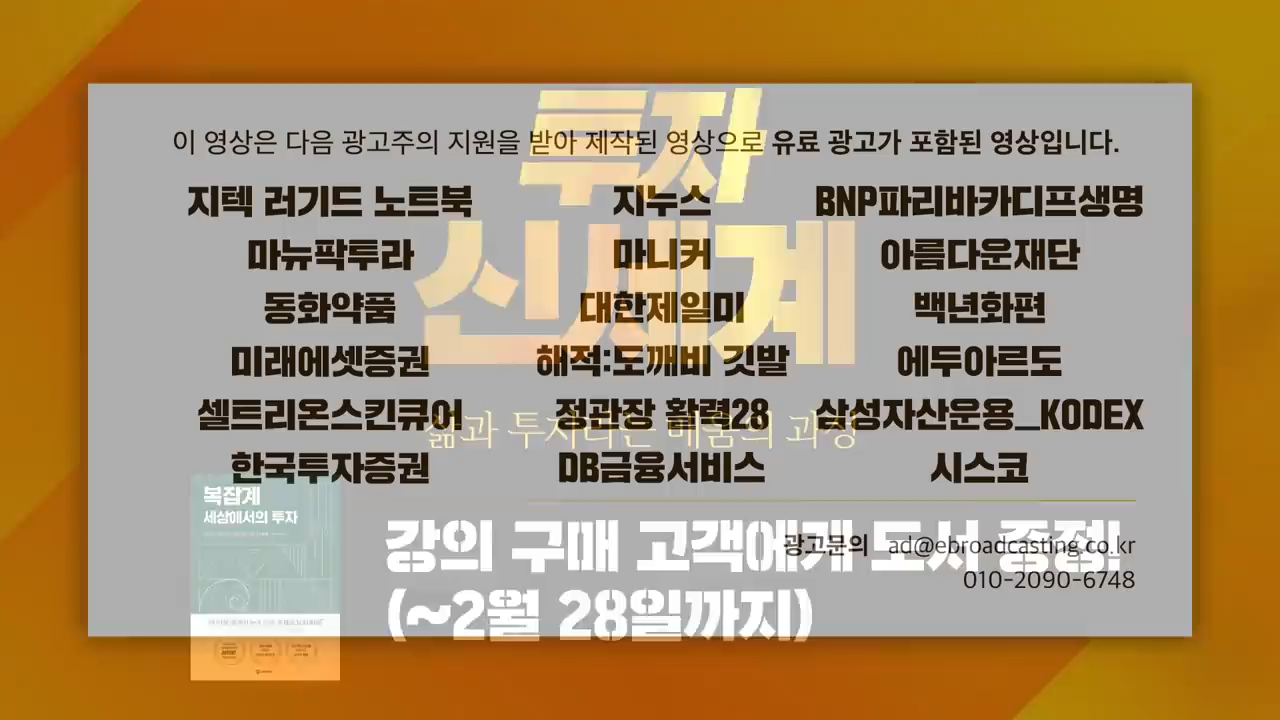 투자
신세계
이 영상은 다음 광고주의 지원을 받아 제작된 영상으로 유료 광고가 포함된 영상입니다.
지텍 러기드 노트북 지누스 BNP파리바카디프생명
마뉴팍투라 마니커 아름다운재단
동화약품 대한제일미 백년화편
미래에셋증권 해적:도깨비 깃발 에두아르도
셀트리온스킨큐어 정관장 활력28 삼성자산운용_KODEX
삶과 투자라는 배움의 과정
한국투자증권 DB금융서비스 시스코
복잡계
세상에서의 투자
강의 구매 고객에게 도서 증정!
(~2월 28일까지)
광고문의 ad@ebroadcasting.co.kr
010-2090-6748